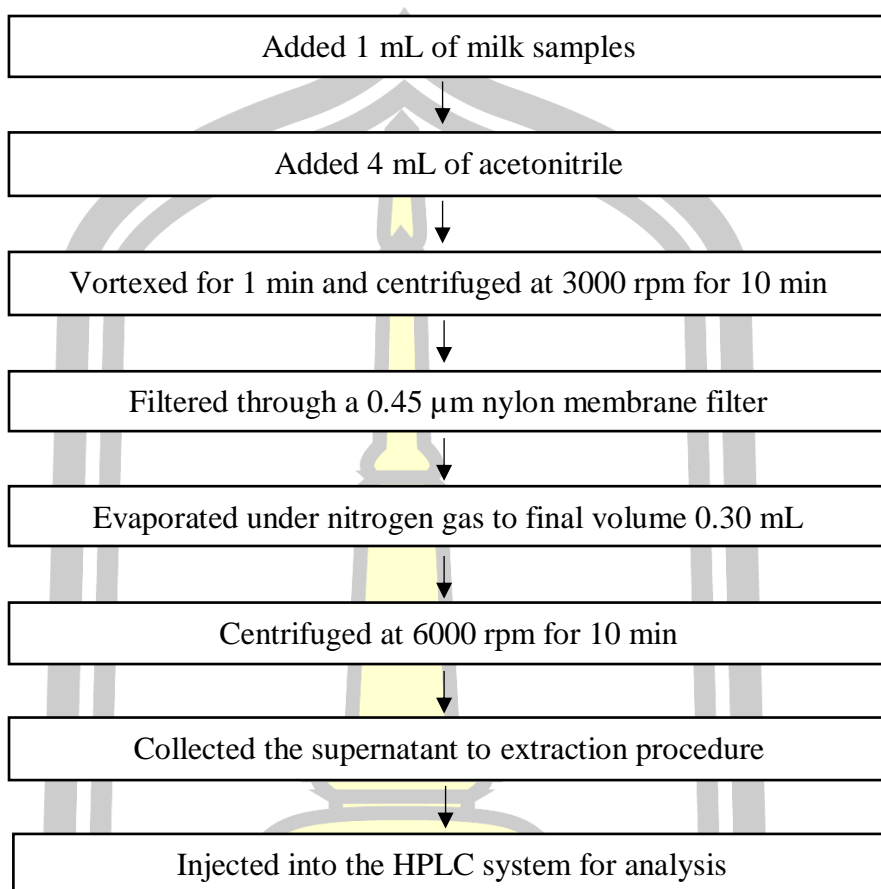 Added 1 mL of milk samples
Added 4 mL of acetonitrile
Vortexed for 1 min and centrifuged at 3000 rpm for 10 min
Filtered through a 0.45 µm nylon membrane filter
Evaporated under nitrogen gas to final volume 0.30 mL
Centrifuged at 6000 rpm for 10 min
Collected the supernatant to extraction procedure
Injected into the HPLC system for analysis